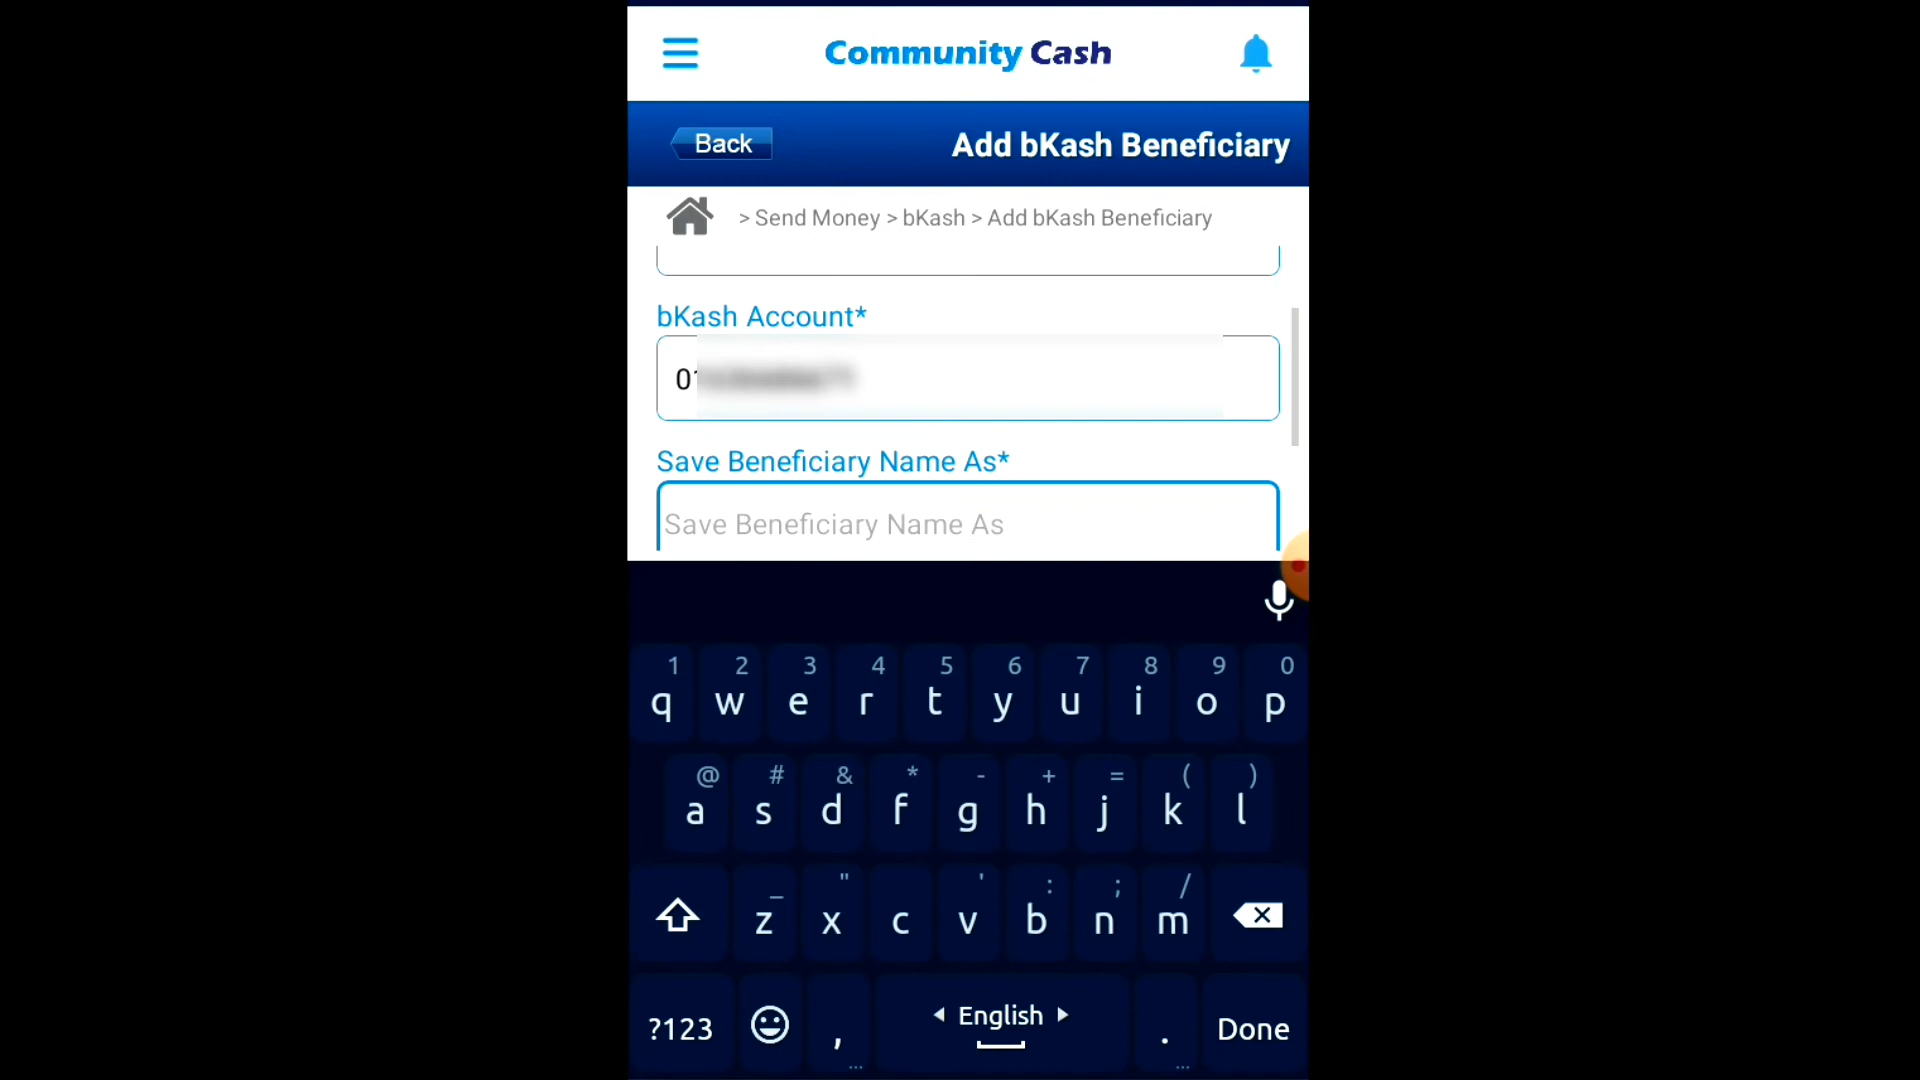 Community Cash
Back
Add bKash Beneficiary
> Send Money > bKash > Add bKash Beneficiary
bKash Account*
Save Beneficiary Name As*
Save Beneficiary Name As
1 2 3 4 5 6 7 8 9 0
q w e r t y u i o p
@ # & * - + = ( )
a s d f g h j k l
_ " ' : ; /
z x c v b n m
?123 , English . Done